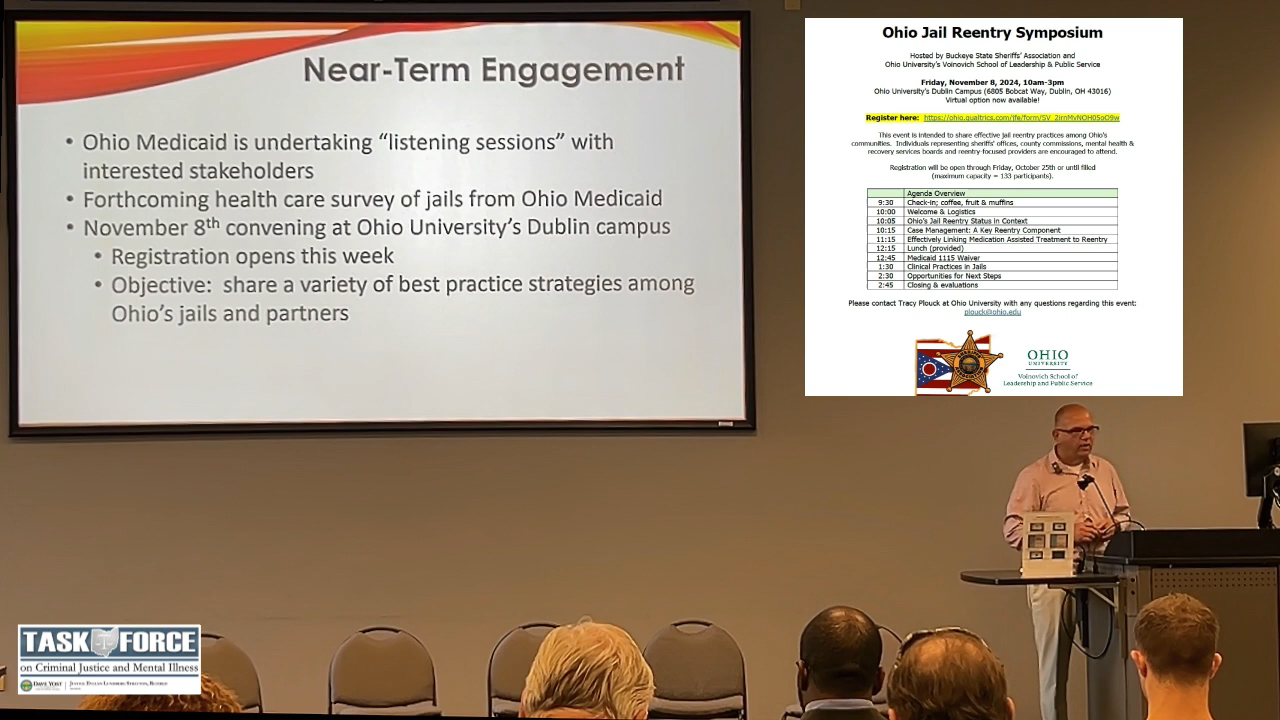 Near-Term Engagement
• Ohio Medicaid is undertaking “listening sessions” with
interested stakeholders
• Forthcoming health care survey of jails from Ohio Medicaid
• November 8th convening at Ohio University’s Dublin campus
• Registration opens this week
• Objective: share a variety of best practice strategies among
Ohio’s jails and partners
Ohio Jail Reentry Symposium
Hosted by Buckeye State Sheriffs’ Association and
Ohio University’s Voinovich School of Leadership & Public Service
Friday, November 8, 2024, 10am-3pm
Ohio University’s Dublin Campus (6805 Bobcat Way, Dublin, OH 43016)
Virtual option now available!
Register here:
This event is intended to share effective jail reentry practices among Ohio’s
communities. Individuals representing sheriffs’ offices, county commissions, mental health &
recovery services boards and reentry-focused providers are encouraged to attend.
Registration will be open through Friday, October 25th or until filled
(maximum capacity = 133 participants).
Agenda Overview
9:30 Check-in; coffee, fruit & muffins
10:00 Welcome & Logistics
10:05 Ohio’s Jail Reentry Status in Context
10:15 Case Management: A Key Reentry Component
11:15 Effectively Linking Medication Assisted Treatment to Reentry
12:15 Lunch (provided)
12:45 Medicaid 1115 Waiver
1:30 Clinical Practices in Jails
2:30 Opportunities for Next Steps
2:45 Closing & evaluations
Please contact Tracy Plouck at Ohio University with any questions regarding this event:
plouck@ohio.edu
OHIO
UNIVERSITY
Voinovich School of
Leadership and Public Service
TASK FORCE
on Criminal Justice and Mental Illness
DAVE YOST